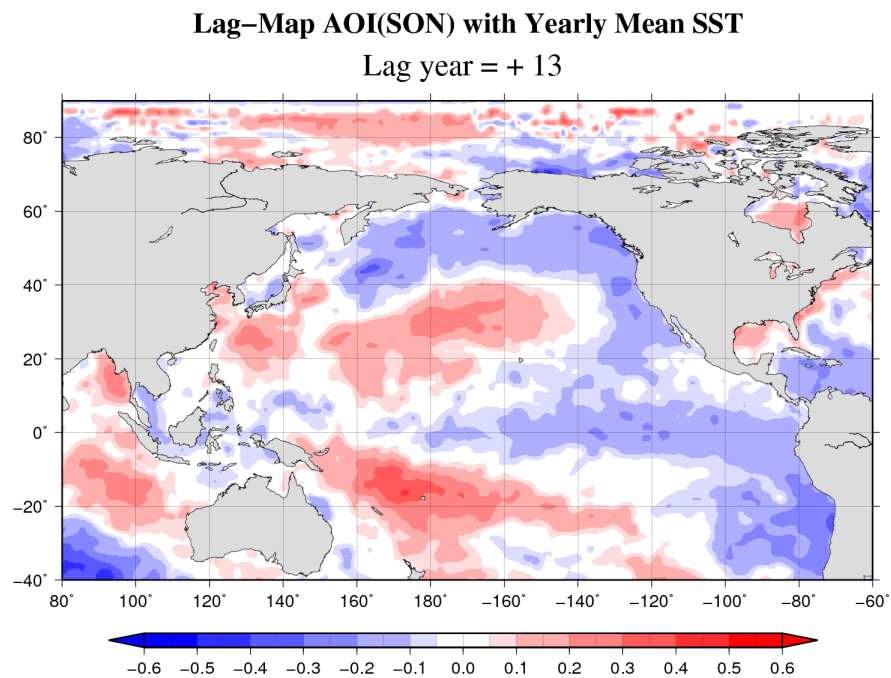 Lag−Map AOI(SON) with Yearly Mean SST
Lag year = + 13
80˚
60˚
40˚
20˚
0˚
−20˚
−40˚
80 100 120 140 160 180 −160˚ −140˚ −120˚ −100˚ −80˚ −60˚
−0.6 −0.5 −0.4 −0.3 −0.2 −0.1 0.0 0.1 0.2 0.3 0.4 0.5 0.6